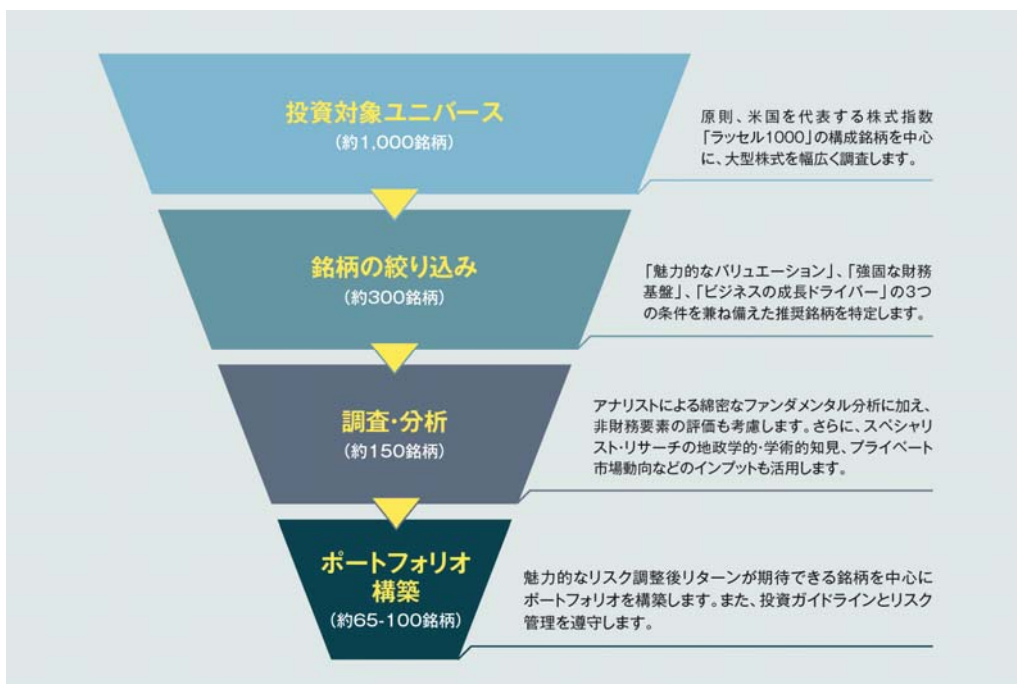 投資対象ユニバース
(約1,000銘柄)
原則、米国を代表する株式指数
「ラッセル1000」の構成銘柄を中心
に、大型株式を幅広く調査します。
銘柄の絞り込み
(約300銘柄)
「魅力的なバリュエーション」、「強固な財務
基盤」、「ビジネスの成長ドライバー」の3つ
の条件を兼ね備えた推奨銘柄を特定します。
調査・分析
(約150銘柄)
アナリストによる綿密なファンダメンタル分析に加え、
非財務要素の評価も考慮します。さらに、スペシャリ
スト・リサーチの地政学的・学術的知見、プライベート
市場動向などのインプットも活用します。
ポートフォリオ
構築
(約65-100銘柄)
魅力的なリスク調整後リターンが期待できる銘柄を中心に
ポートフォリオを構築します。また、投資ガイドラインとリスク
管理を遵守します。